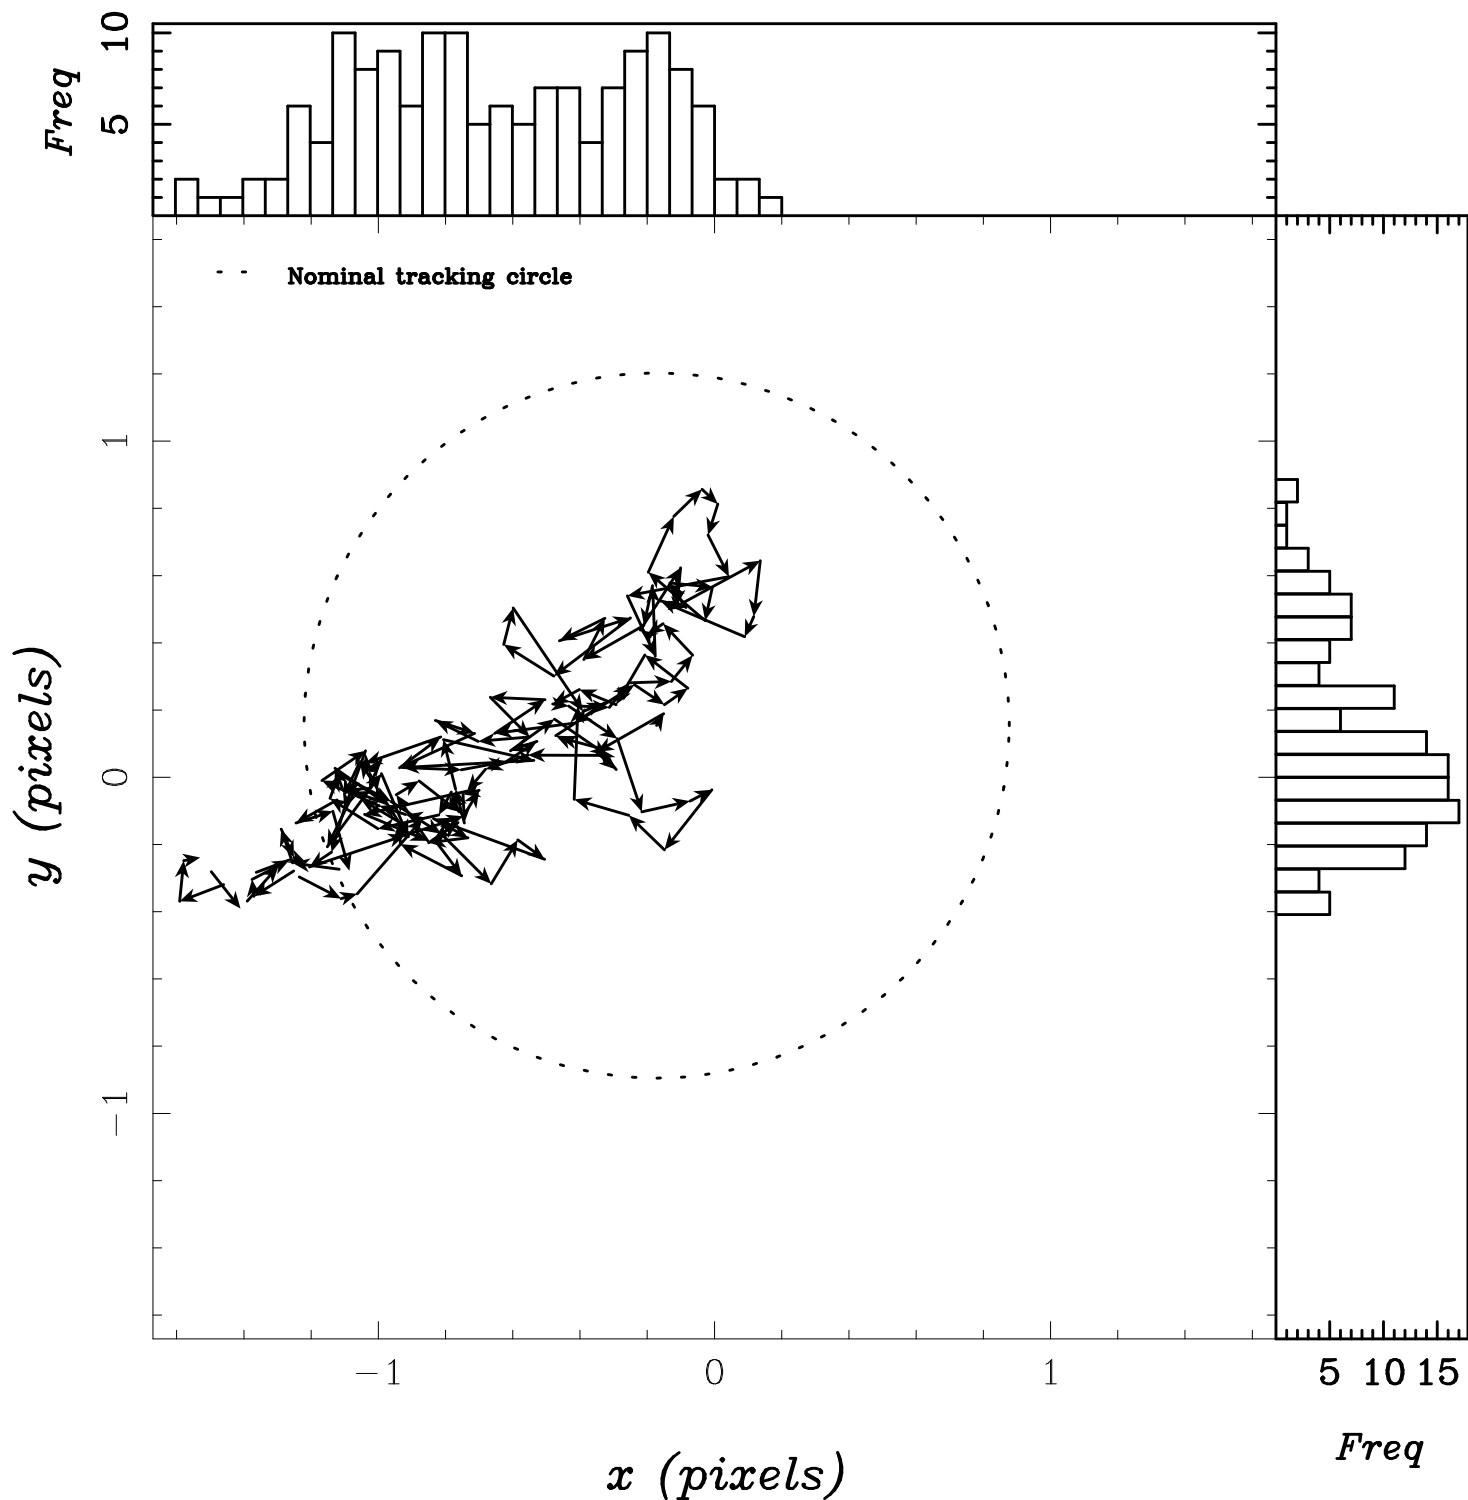 Freq
10
5
Nominal tracking circle
y (pixels)
1
0
−1
−1 0 1
x (pixels)
5 10 15
Freq